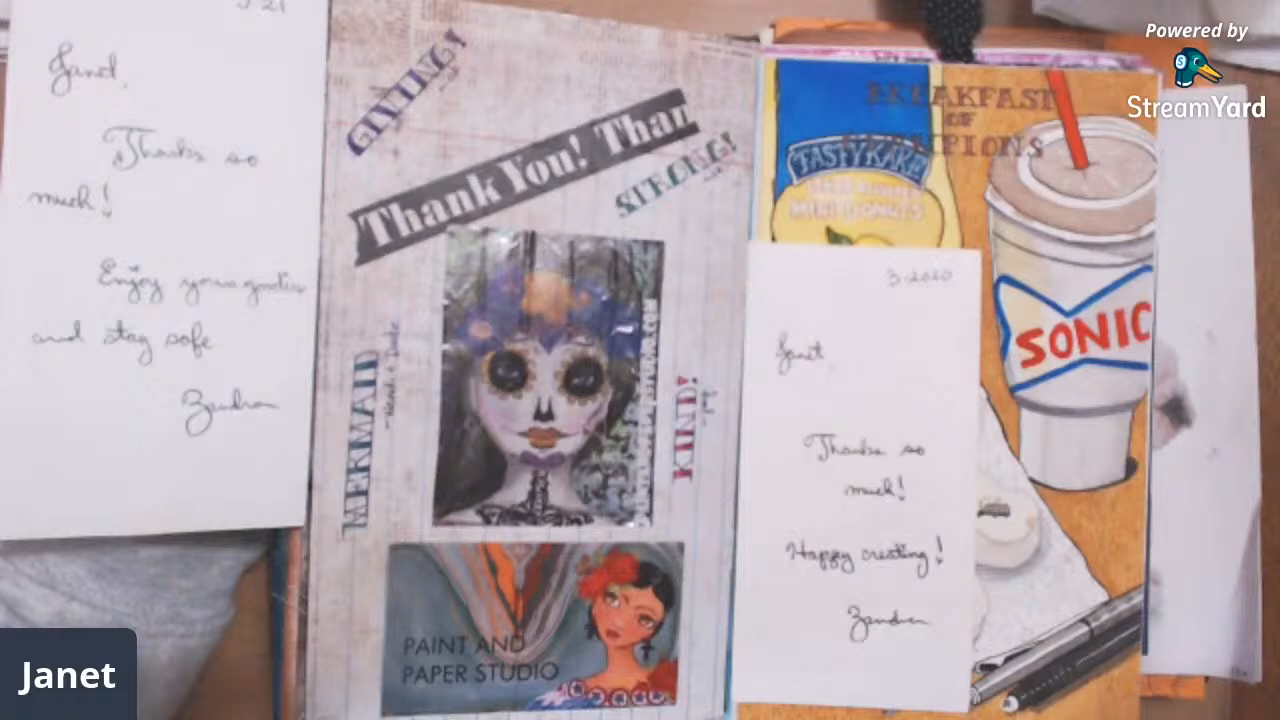 Janet,
Thanks so
much!
Enjoy your goodies
and stay safe
Zandra
GIVING!
Thank You! Than
STRONG!
MERMAID
KIND
PAINT AND
PAPER STUDIO
BREAKFAST
OF
CHAMPIONS
TASTYKAKE
MINI DONUTS
SONIC
3-2020
Janet
Thanks so
much!
Happy creating!
Zandra
Powered by
StreamYard
Janet